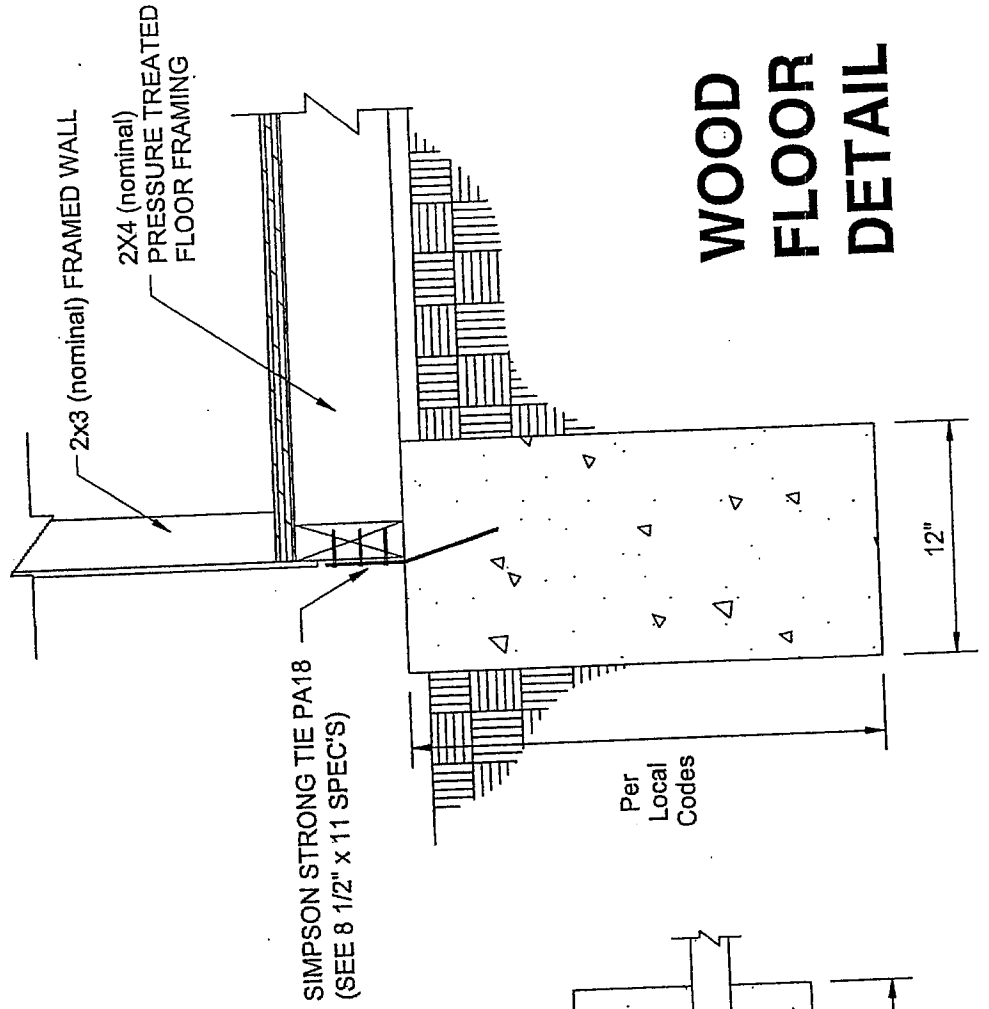 2x3 (nominal) FRAMED WALL
2X4 (nominal)
PRESSURE TREATED
FLOOR FRAMING
SIMPSON STRONG TIE PA18
(SEE 8 1/2" x 11 SPEC'S)
Per
Local
Codes
12"
WOOD
FLOOR
DETAIL